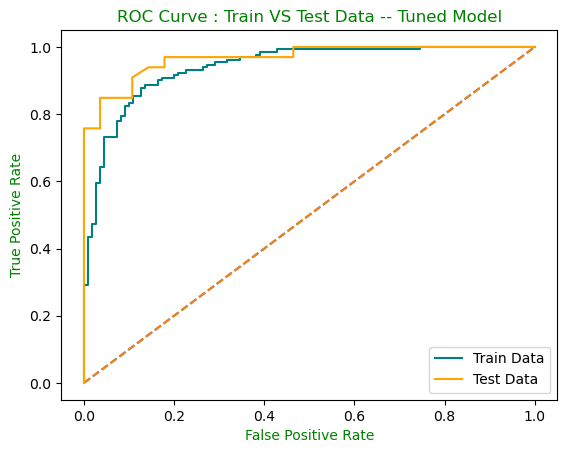 ROC Curve : Train VS Test Data -- Tuned Model
True Positive Rate
1.0
0.8
0.6
0.4
0.2
0.0
Train Data
Test Data
0.0 0.2 0.4 0.6 0.8 1.0
False Positive Rate